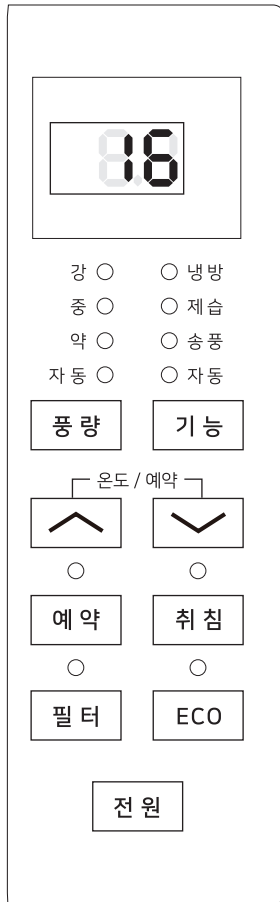 16
강 냉방
중 제습
약 송풍
자동 자동
풍량 기능
온도 / 예약
예약 취침
필터 ECO
전원